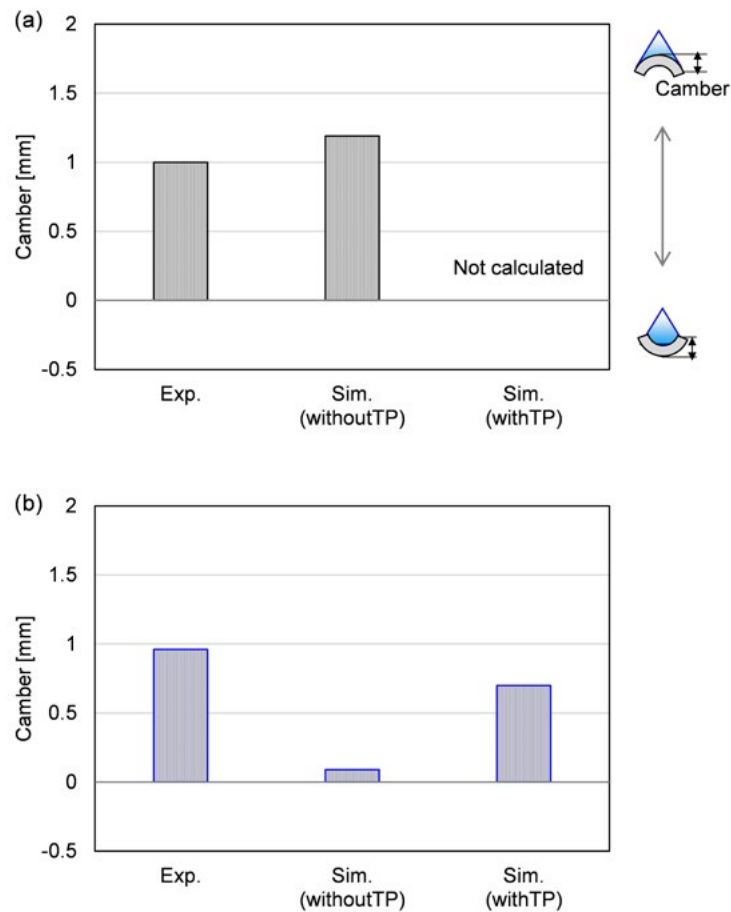 (a)
2
1.5
1
0.5
0
-0.5
Camber [mm]
Not calculated
Exp.
Sim.
(withoutTP)
Sim.
(withTP)
Camber
(b)
2
1.5
1
0.5
0
-0.5
Camber [mm]
Exp.
Sim.
(withoutTP)
Sim.
(withTP)